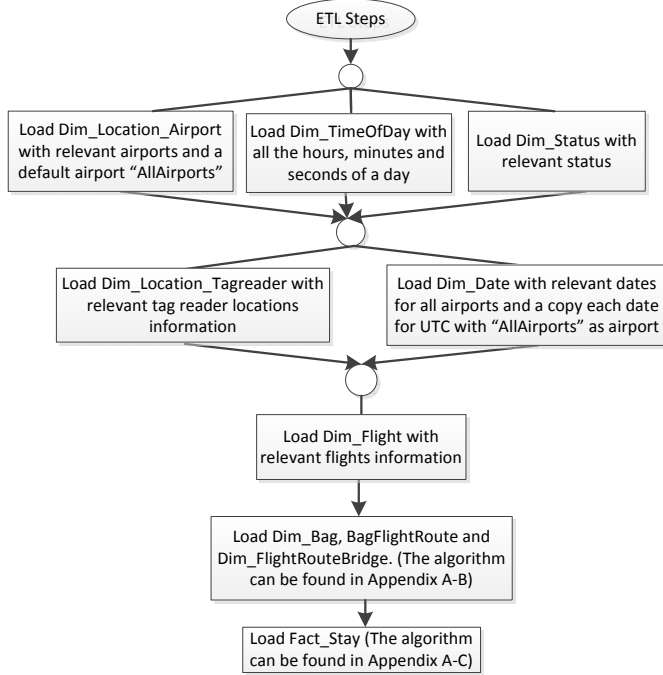 ETL Steps
Load Dim_Location_Airport
with relevant airports and a
default airport “AllAirports”
Load Dim_TimeOfDay with
all the hours, minutes and
seconds of a day
Load Dim_Status with
relevant status
Load Dim_Location_Tagreader with
relevant tag reader locations
information
Load Dim_Date with relevant dates
for all airports and a copy each date
for UTC with “AllAirports” as airport
Load Dim_Flight with
relevant flights information
Load Dim_Bag, BagFlightRoute and
Dim_FlightRouteBridge. (The algorithm
can be found in Appendix A-B)
Load Fact_Stay (The algorithm
can be found in Appendix A-C)